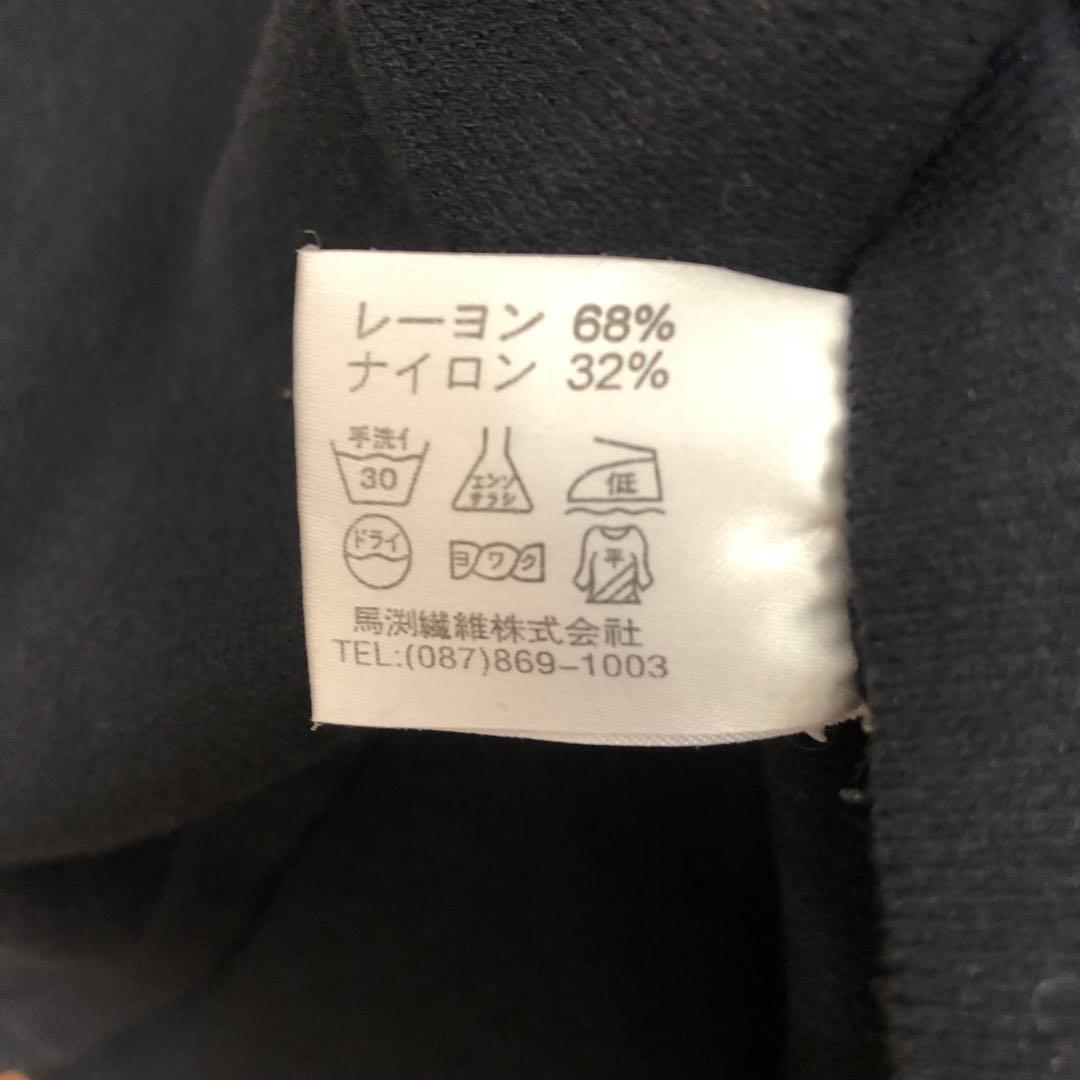 レーヨン 68%
ナイロン 32%
手洗イ
30
エンソ
サラシ
低
ドライ
ヨワク
平
馬渕繊維株式会社
TEL:(087)869-1003